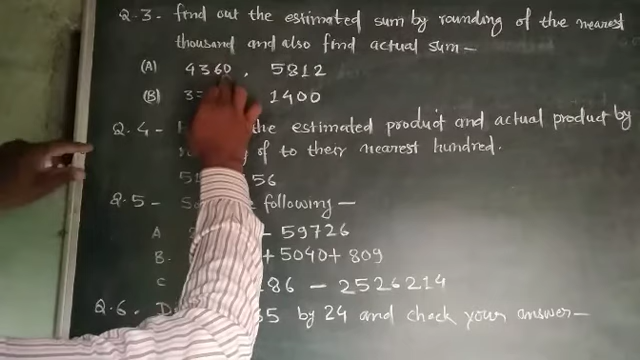 Q.3- find out the estimated sum by rounding of the nearest
thousand and also find actual sum-
(A) 4360, 5812
(B) 1400
Q.4- the estimated product and actual product by
of to their nearest hundred.
56
Q.5- following-
A - 59726
B. + 5040 + 809
C 86 - 2526214
Q.6. by 24 and check your answer-